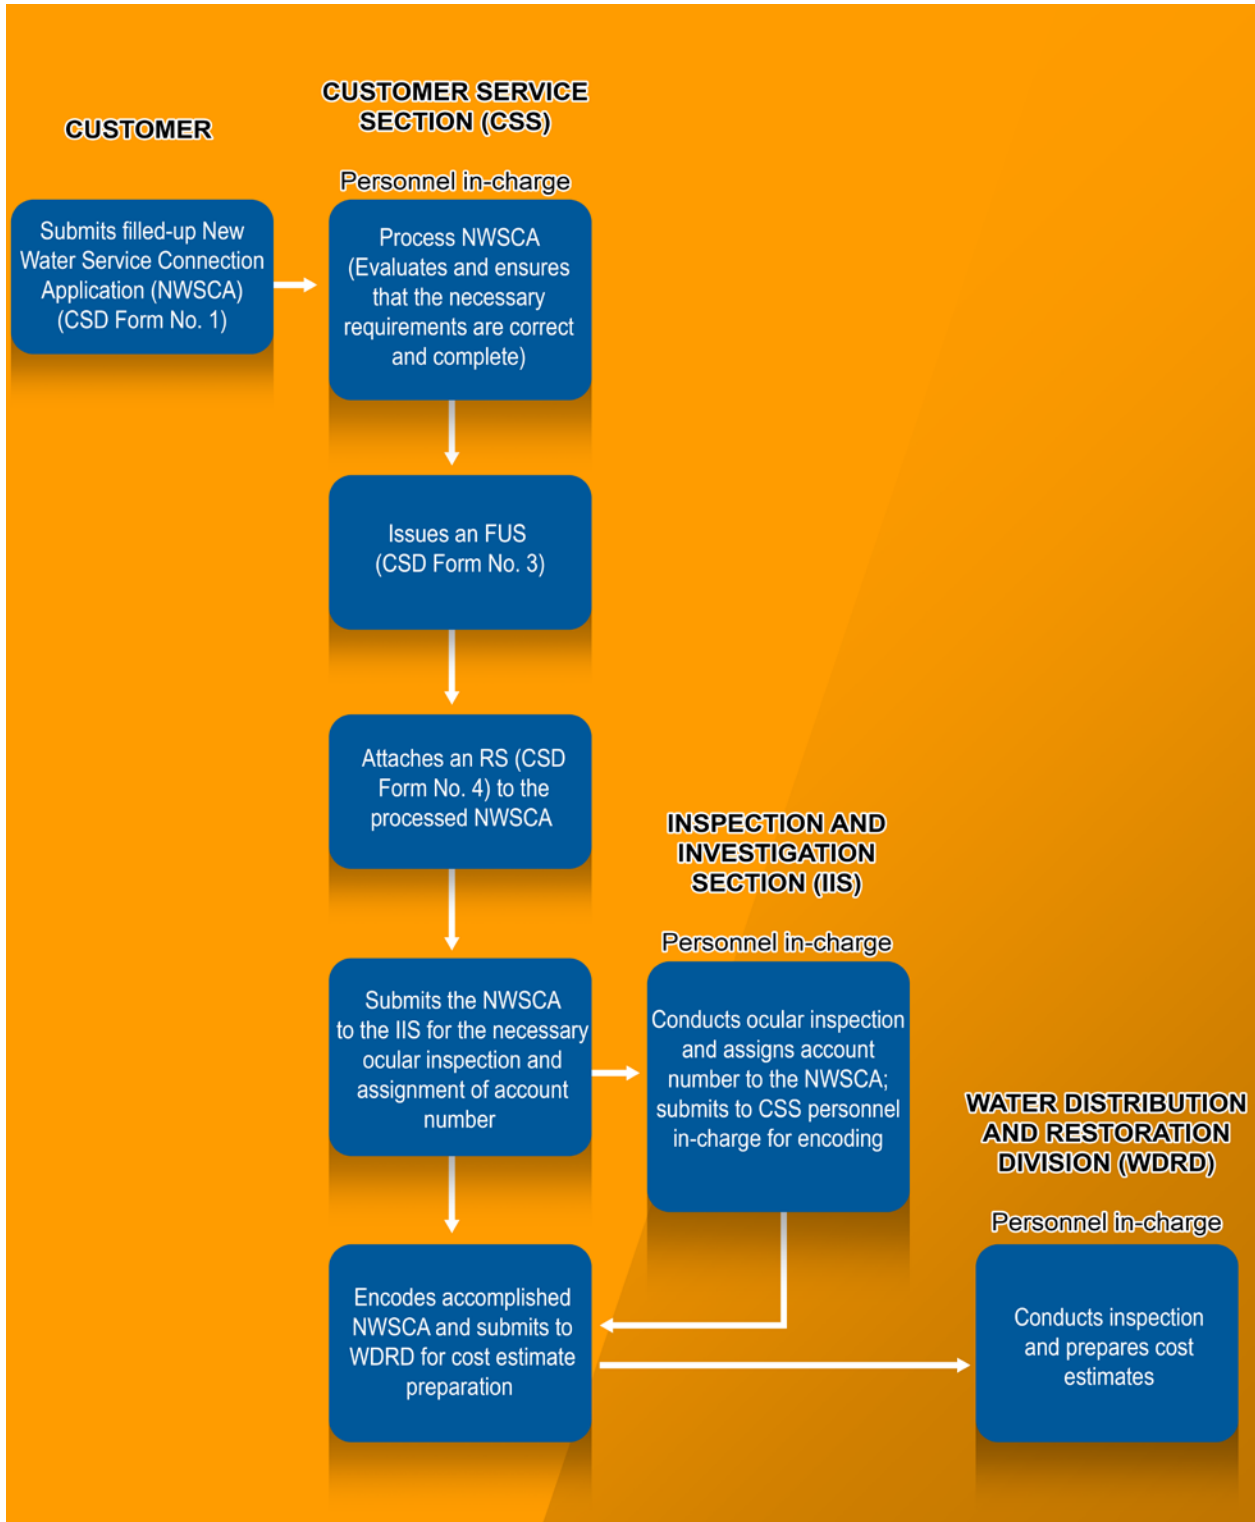 CUSTOMER
CUSTOMER SERVICE
SECTION (CSS)
Personnel in-charge
Submits filled-up New
Water Service Connection
Application (NWSCA)
(CSD Form No. 1)
Process NWSCA
(Evaluates and ensures
that the necessary
requirements are correct
and complete)
Issues an FUS
(CSD Form No. 3)
Attaches an RS (CSD
Form No. 4) to the
processed NWSCA
Submits the NWSCA
to the IIS for the necessary
ocular inspection and
assignment of account
number
INSPECTION AND
INVESTIGATION
SECTION (IIS)
Personnel in-charge
Conducts ocular inspection
and assigns account
number to the NWSCA;
submits to CSS personnel
in-charge for encoding
Encodes accomplished
NWSCA and submits to
WDRD for cost estimate
preparation
WATER DISTRIBUTION
AND RESTORATION
DIVISION (WDRD)
Personnel in-charge
Conducts inspection
and prepares cost
estimates